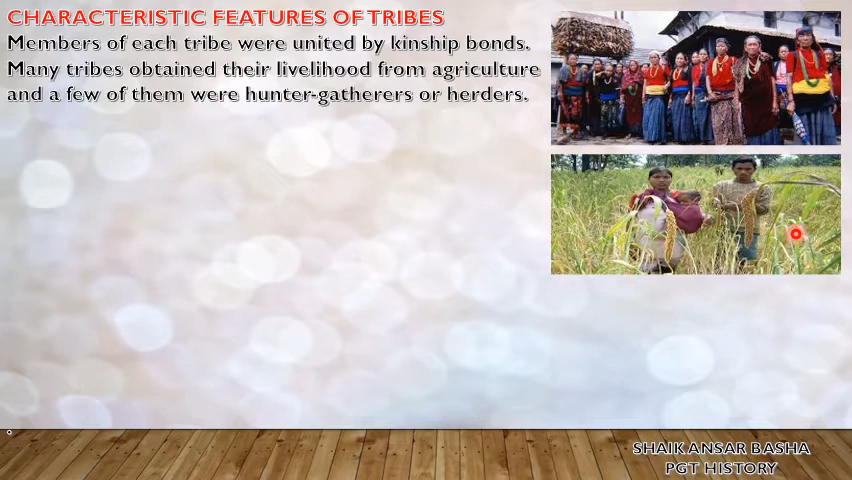 CHARACTERISTIC FEATURES OF TRIBES
Members of each tribe were united by kinship bonds.
Many tribes obtained their livelihood from agriculture
and a few of them were hunter-gatherers or herders.
SHAIK ANSAR BASHA
PGT HISTORY